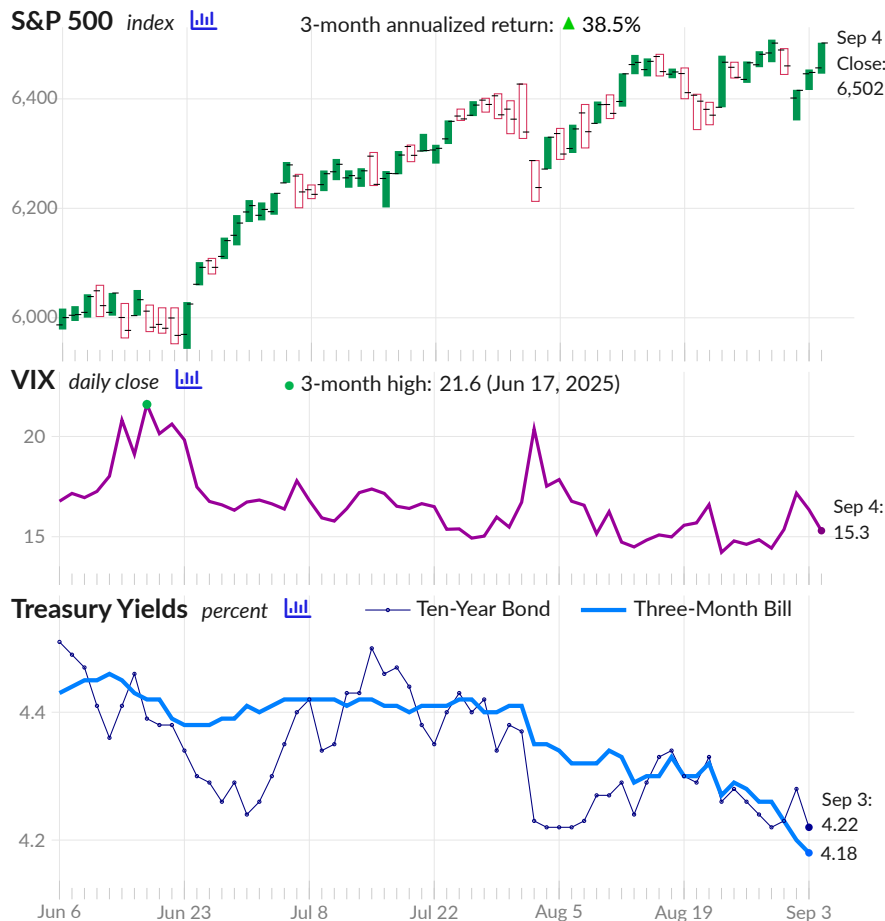 S&P 500 index
3-month annualized return: ▲ 38.5%
Sep 4
Close:
6,502
6,400
6,200
6,000
VIX daily close
3-month high: 21.6 (Jun 17, 2025)
20
15
Sep 4:
15.3
Treasury Yields percent
Ten-Year Bond
Three-Month Bill
4.4
4.2
Sep 3:
4.22
4.18
Jun 6 Jun 23 Jul 8 Jul 22 Aug 5 Aug 19 Sep 3